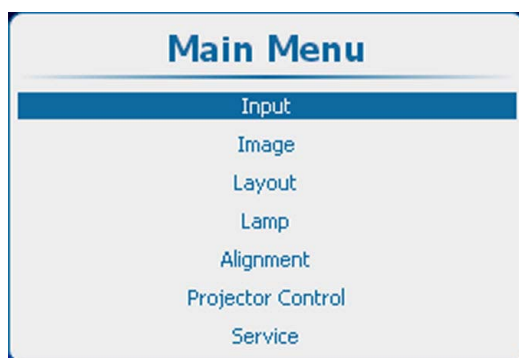 Main Menu
Input
Image
Layout
Lamp
Alignment
Projector Control
Service